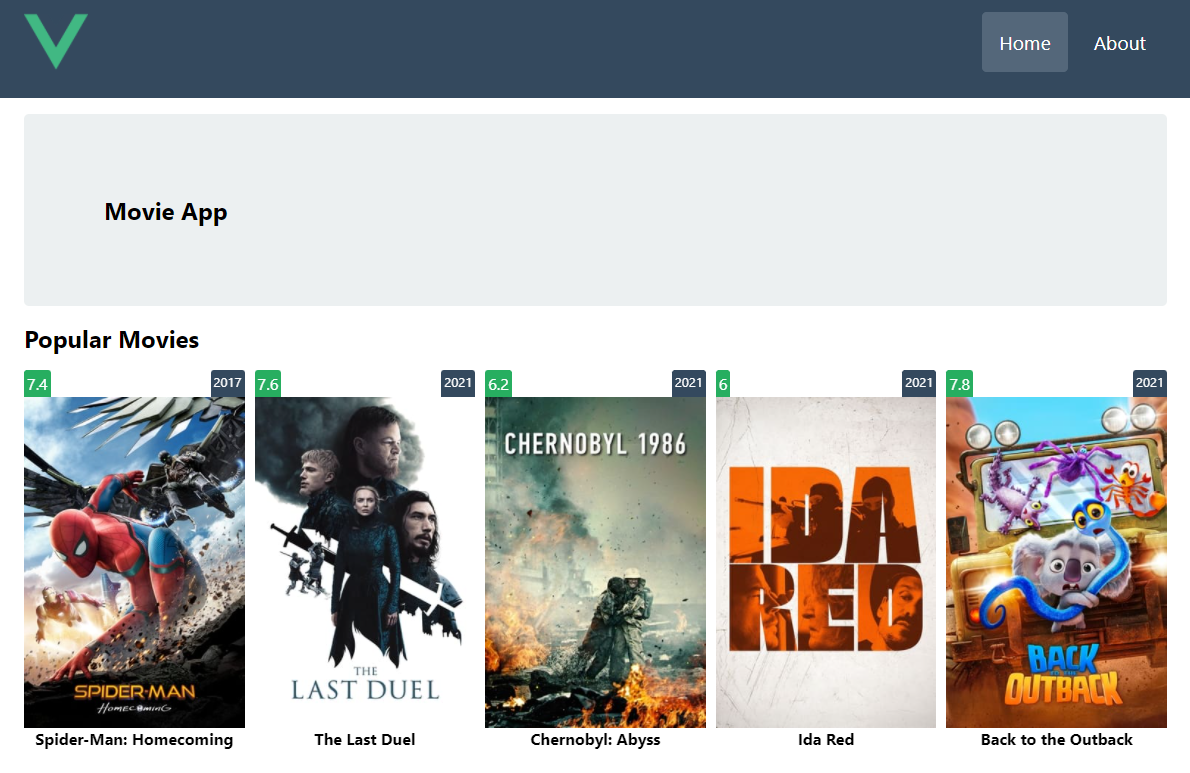 Home About
Movie App
Popular Movies
7.4 2017 7.6 2021 6.2 2021 6 2021 7.8 2021
CHERNOBYL 1986
IDA
RED
BACK
TO THE
OUTBACK
THE
LAST DUEL
SPIDER-MAN
HOMECOMING
Spider-Man: Homecoming The Last Duel Chernobyl: Abyss Ida Red Back to the Outback